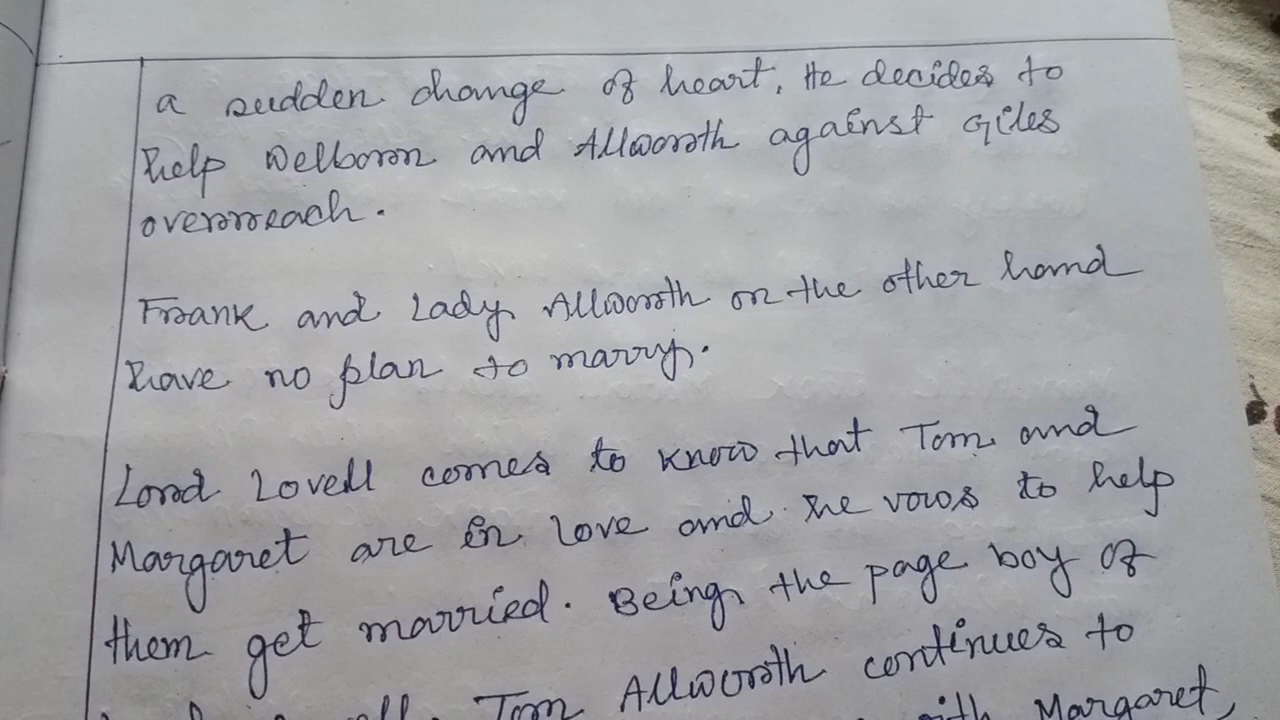 a sudden change of heart. He decides to
help Welborn and Allworth against Giles
overreach.
Frank and Lady Allworth on the other hand
have no plan to marry.
Lord Lovell comes to know that Tom and
Margaret are in love and he vows to help
them get married. Being the page boy of
Tom Allworth continues to
with Margaret,